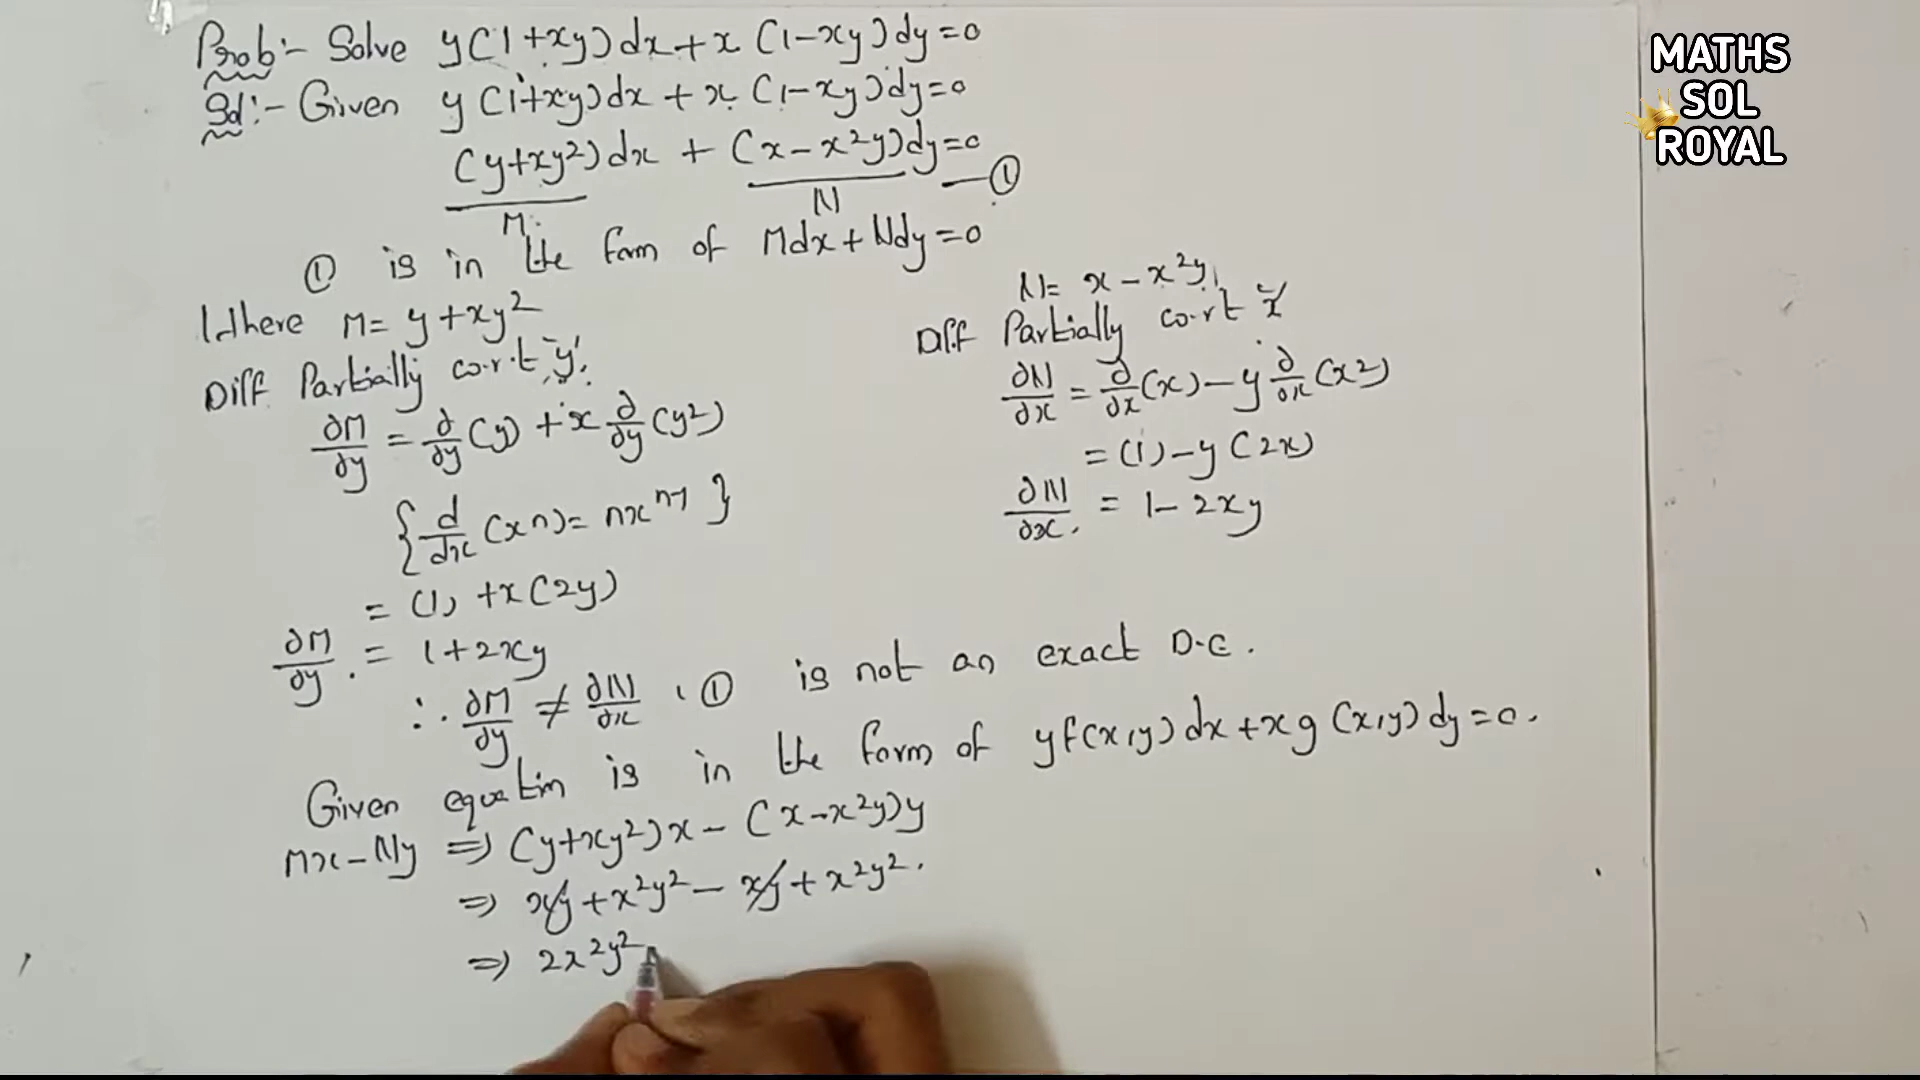 Prob:- Solve y(1+xy)dx+x(1-xy)dy=0
Sol:- Given y(1+xy)dx+x(1-xy)dy=0
(y+xy²)dx + (x-x²y)dy=0 —①
M N
① is in the form of Mdx+Ndy=0
Where M= y+xy²
Diff Partially w.r.t 'y'
∂M/∂y = ∂/∂y(y)+x ∂/∂y(y²)
{d/dx(xⁿ)= nxⁿ⁻¹}
= (1)+x(2y)
∂M/∂y = 1+2xy
N= x-x²y
Diff Partially w.r.t 'x'
∂N/∂x = ∂/∂x(x)-y ∂/∂x(x²)
= (1)-y(2x)
∂N/∂x = 1-2xy
∴ ∂M/∂y ≠ ∂N/∂x, ① is not an exact D.E.
Given equation is in the form of yf(x,y)dx+xg(x,y)dy=0.
Mx-Ny ⇒ (y+xy²)x-(x-x²y)y
⇒ xy+x²y²-xy+x²y².
⇒ 2x²y²
MATHS
SOL
ROYAL